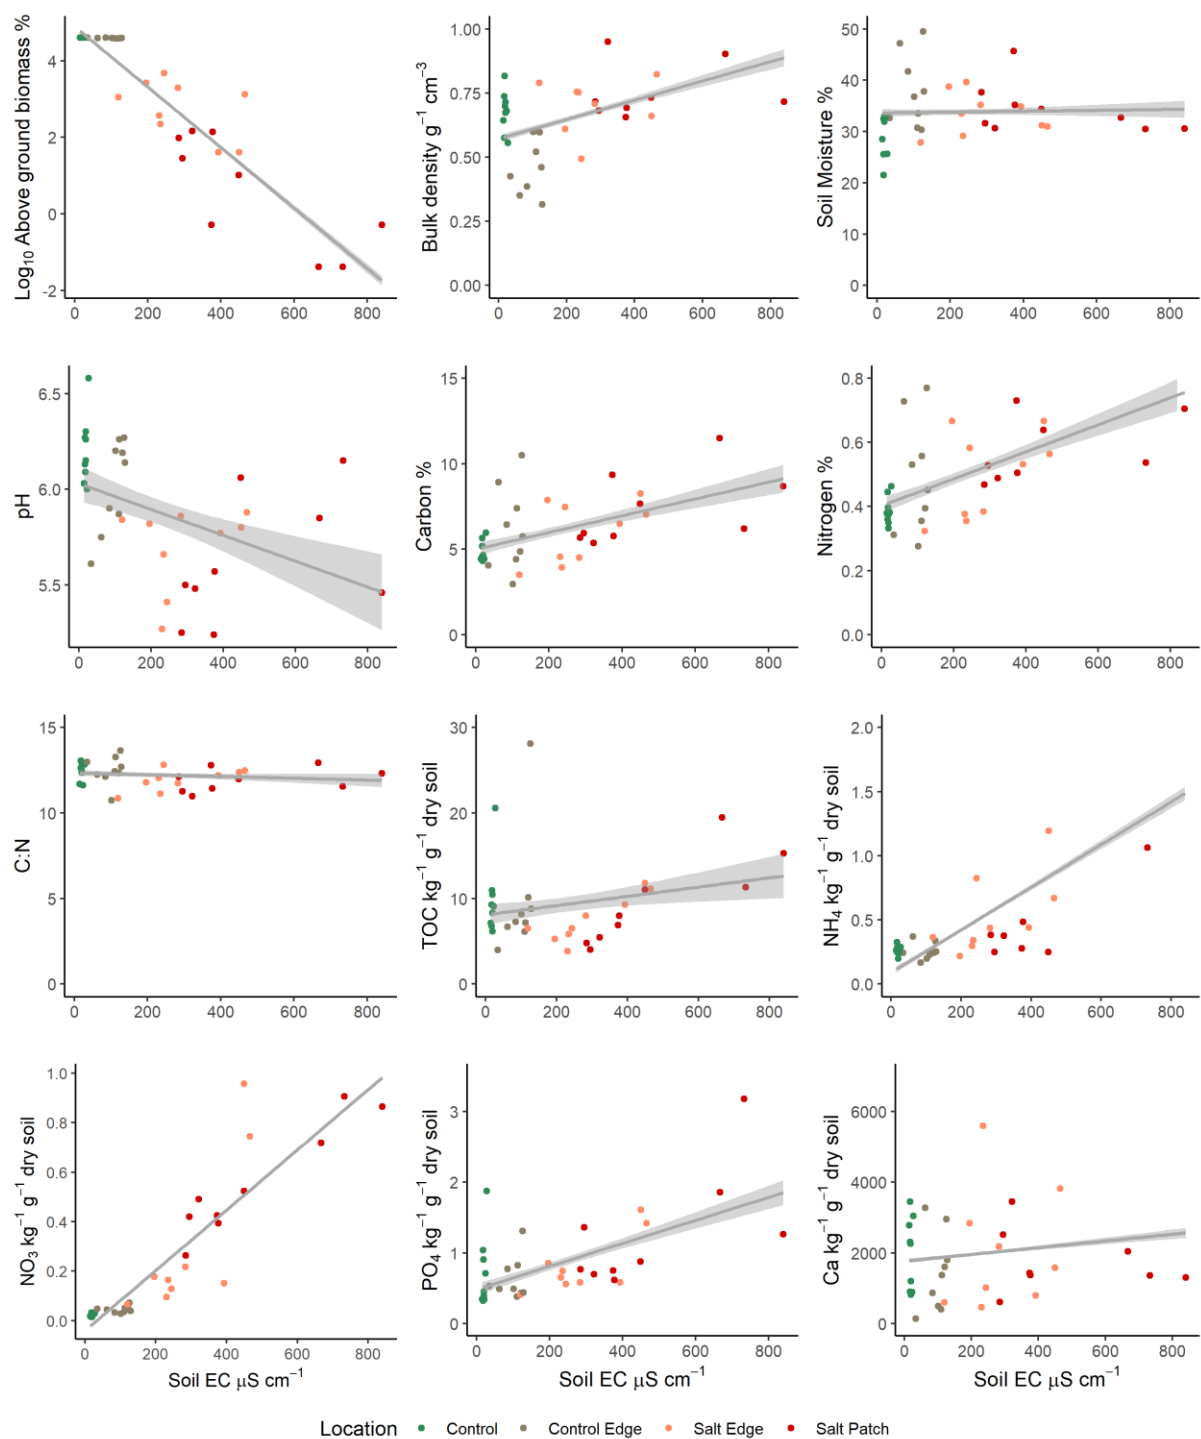 Log₁₀ Above ground biomass %
4
2
0
-2
0 200 400 600 800
Bulk density g⁻¹ cm⁻³
1.00
0.75
0.50
0.25
0.00
0 200 400 600 800
Soil Moisture %
50
40
30
20
10
0
0 200 400 600 800
pH
6.5
6.0
5.5
0 200 400 600 800
Carbon %
15
10
5
0
0 200 400 600 800
Nitrogen %
0.8
0.6
0.4
0.2
0.0
0 200 400 600 800
C:N
15
10
5
0
0 200 400 600 800
TOC kg⁻¹ g⁻¹ dry soil
30
20
10
0
0 200 400 600 800
NH₄ kg⁻¹ g⁻¹ dry soil
2.0
1.5
1.0
0.5
0.0
0 200 400 600 800
NO₃ kg⁻¹ g⁻¹ dry soil
1.0
0.8
0.6
0.4
0.2
0.0
0 200 400 600 800
Soil EC μS cm⁻¹
PO₄ kg⁻¹ g⁻¹ dry soil
3
2
1
0
0 200 400 600 800
Soil EC μS cm⁻¹
Ca kg⁻¹ g⁻¹ dry soil
6000
4000
2000
0
0 200 400 600 800
Soil EC μS cm⁻¹
Location Control Control Edge Salt Edge Salt Patch